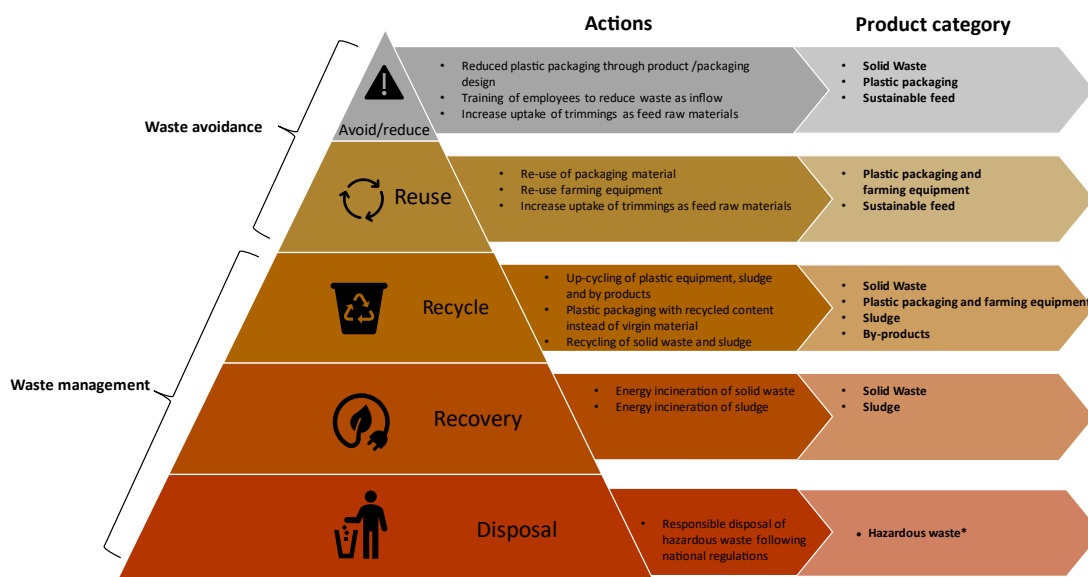 Actions
Product category
Waste avoidance
Avoid/reduce
• Reduced plastic packaging through product /packaging
design
• Training of employees to reduce waste as inflow
• Increase uptake of trimmings as feed raw materials
• Solid Waste
• Plastic packaging
• Sustainable feed
Reuse
• Re-use of packaging material
• Re-use farming equipment
• Increase uptake of trimmings as feed raw materials
• Plastic packaging and
farming equipment
• Sustainable feed
Waste management
Recycle
• Up-cycling of plastic equipment, sludge
and by products
• Plastic packaging with recycled content
instead of virgin material
• Recycling of solid waste and sludge
• Solid Waste
• Plastic packaging and farming equipment
• Sludge
• By-products
Recovery
• Energy incineration of solid waste
• Energy incineration of sludge
• Solid Waste
• Sludge
Disposal
• Responsible disposal of
hazardous waste following
national regulations
• Hazardous waste*